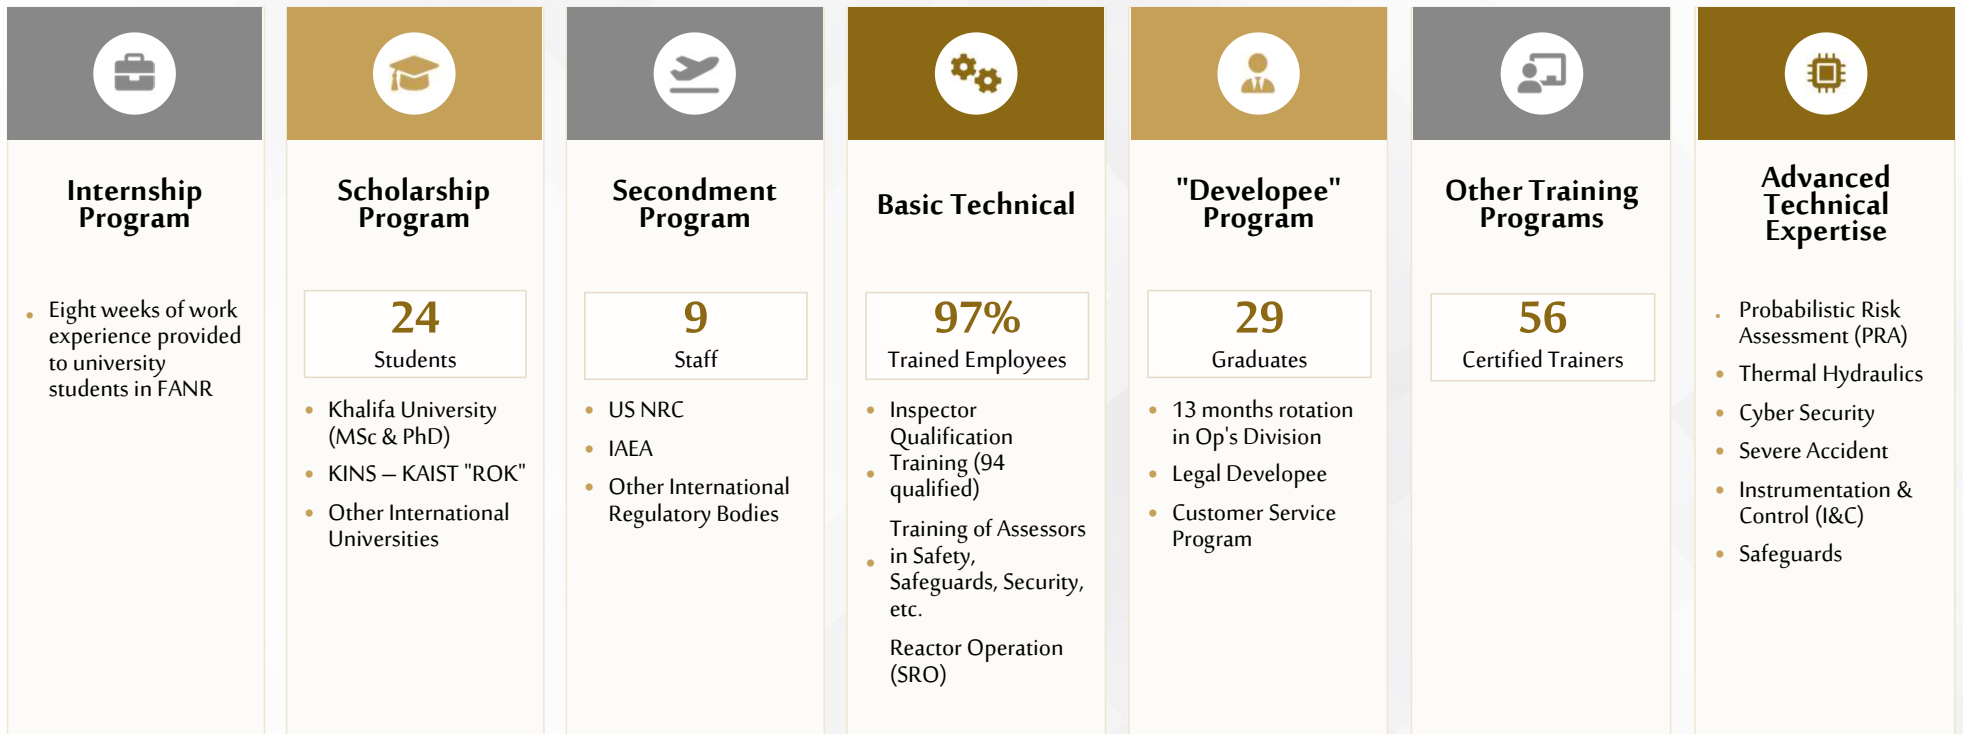 Internship
Program
• Eight weeks of work
experience provided
to university
students in FANR
Scholarship
Program
24
Students
• Khalifa University
(MSc & PhD)
• KINS – KAIST "ROK"
• Other International
Universities
Secondment
Program
9
Staff
• US NRC
• IAEA
• Other International
Regulatory Bodies
Basic Technical
97%
Trained Employees
• Inspector
Qualification
• Training (94
qualified)
Training of Assessors
in Safety,
• Safeguards, Security,
etc.
Reactor Operation
(SRO)
"Developee"
Program
29
Graduates
• 13 months rotation
in Op's Division
• Legal Developee
• Customer Service
Program
Other Training
Programs
56
Certified Trainers
Advanced
Technical
Expertise
• Probabilistic Risk
Assessment (PRA)
• Thermal Hydraulics
• Cyber Security
• Severe Accident
• Instrumentation &
Control (I&C)
• Safeguards